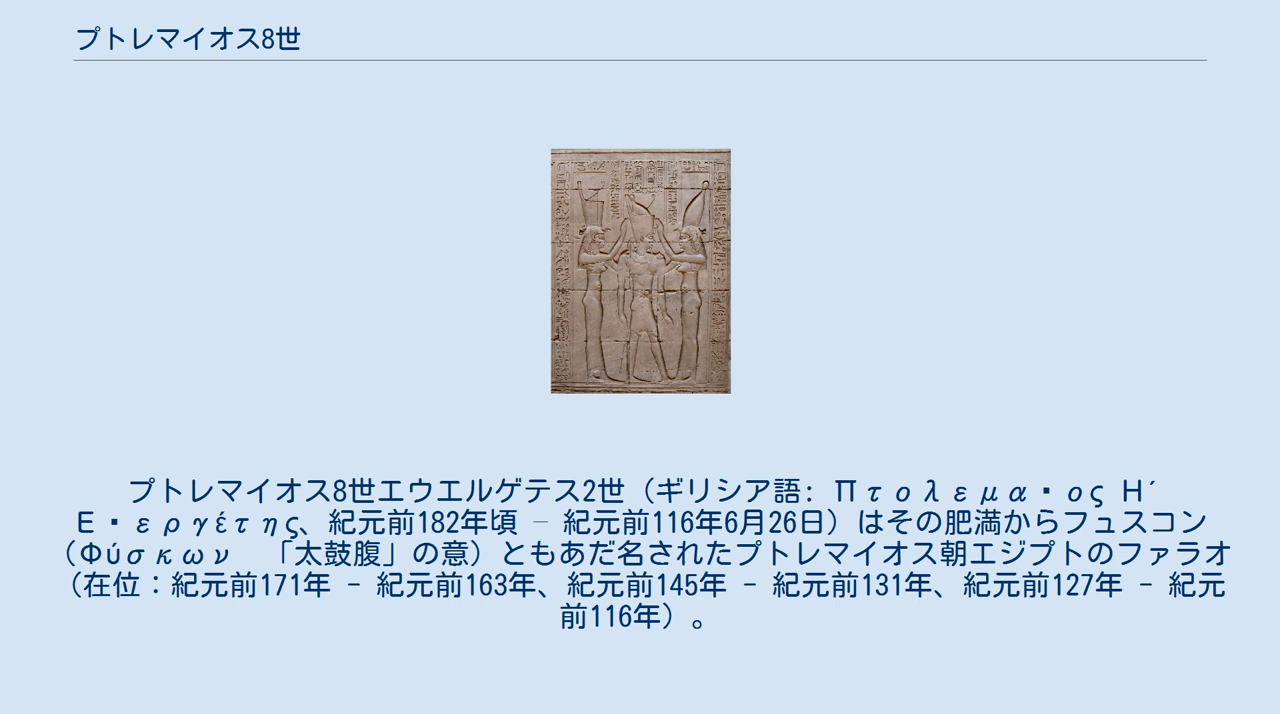 プトレマイオス8世
プトレマイオス8世エウエルゲテス2世（ギリシア語: Πτολεμα▪ος Η΄
Ε▪εργέτης、紀元前182年頃 – 紀元前116年6月26日）はその肥満からフュスコン
（Φύσκων 「太鼓腹」の意）ともあだ名されたプトレマイオス朝エジプトのファラオ
（在位：紀元前171年 - 紀元前163年、紀元前145年 - 紀元前131年、紀元前127年 - 紀元
前116年）。